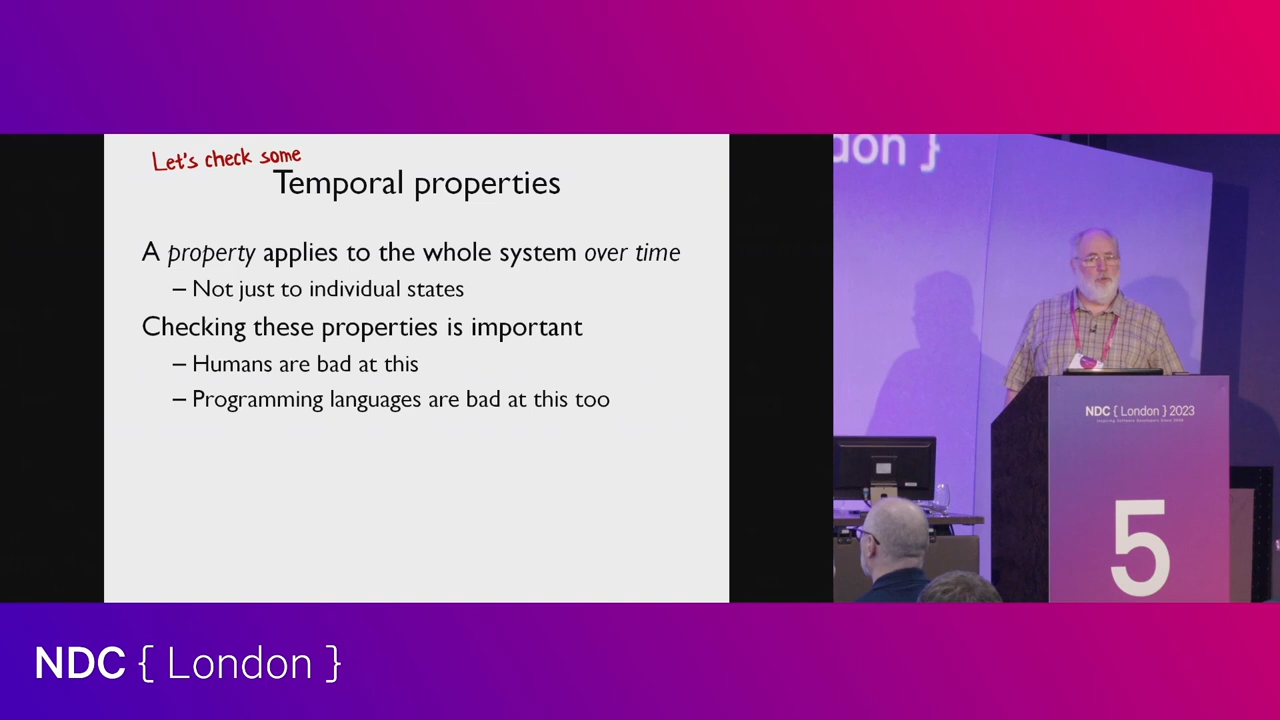 Let's check some
Temporal properties
A property applies to the whole system over time
– Not just to individual states
Checking these properties is important
– Humans are bad at this
– Programming languages are bad at this too
don }
NDC { London } 2023
5
NDC { London }